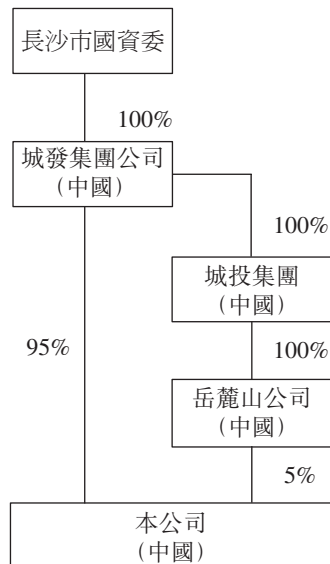 長沙市國資委
100%
城發集團公司
(中國)
100%
城投集團
(中國)
95%
100%
岳麓山公司
(中國)
5%
本公司
(中國)